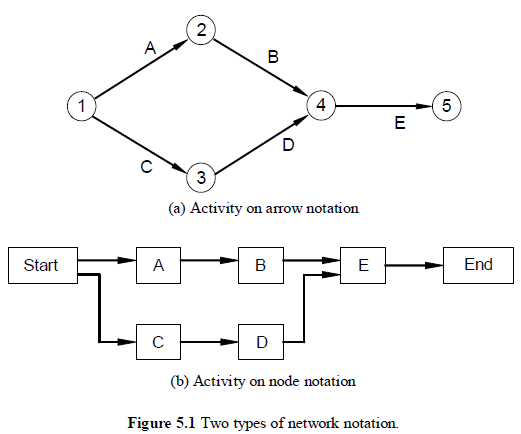 2
A
B
1
4
5
E
C
D
3
(a) Activity on arrow notation
Start
A
B
E
End
C
D
(b) Activity on node notation
Figure 5.1 Two types of network notation.